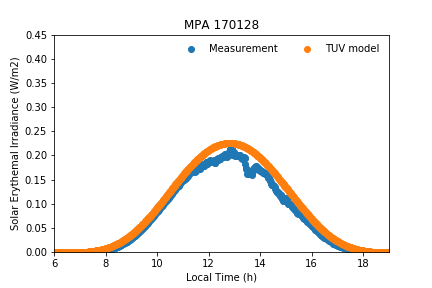 MPA 170128
Measurement TUV model
Solar Erythemal Irradiance (W/m2)
0.45
0.40
0.35
0.30
0.25
0.20
0.15
0.10
0.05
0.00
6 8 10 12 14 16 18
Local Time (h)